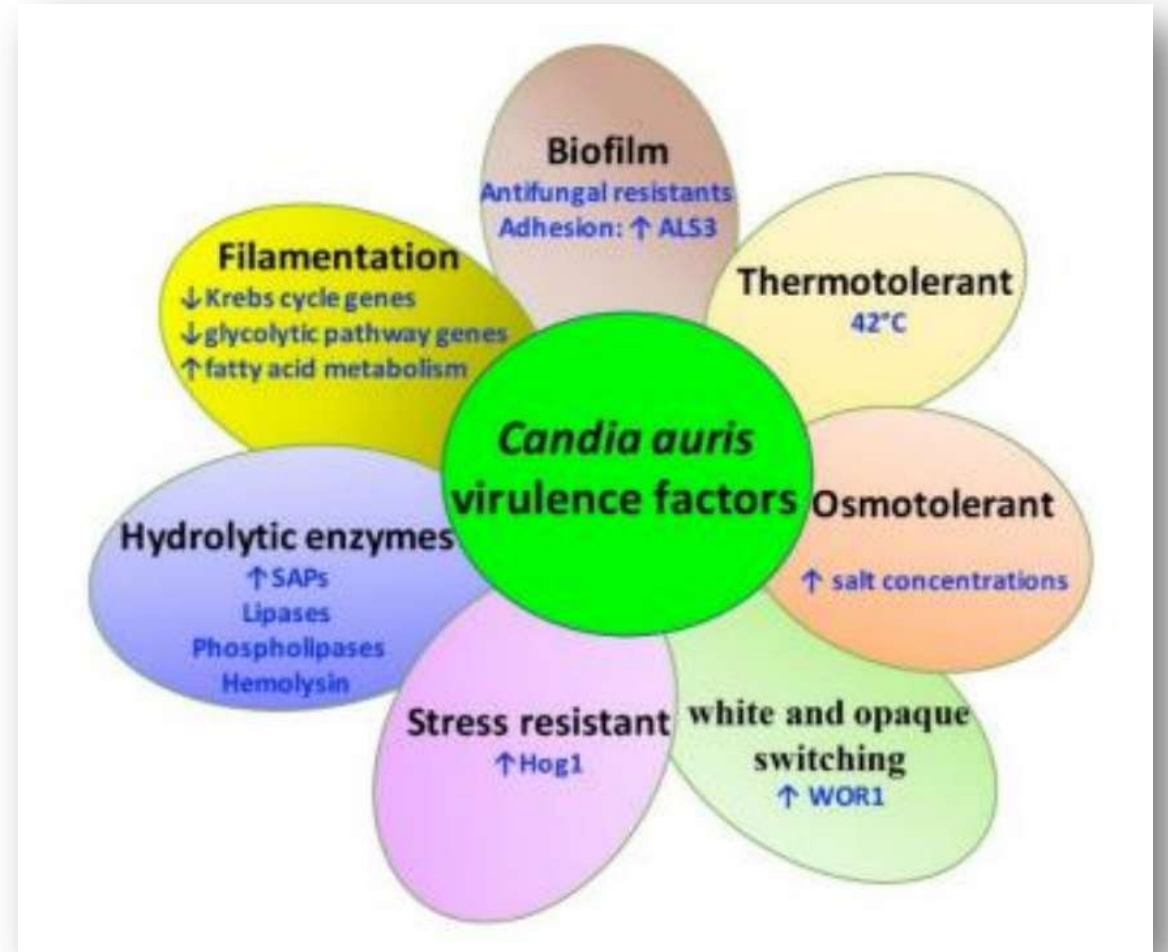 Biofilm
Antifungal resistants
Adhesion: ↑ ALS3
Filamentation
↓Krebs cycle genes
↓glycolytic pathway genes
↑fatty acid metabolism
Thermotolerant
42°C
Candia auris
virulence factors
Osmotolerant
↑ salt concentrations
Hydrolytic enzymes
↑SAPs
Lipases
Phospholipases
Hemolysin
Stress resistant
↑Hog1
white and opaque
switching
↑ WOR1